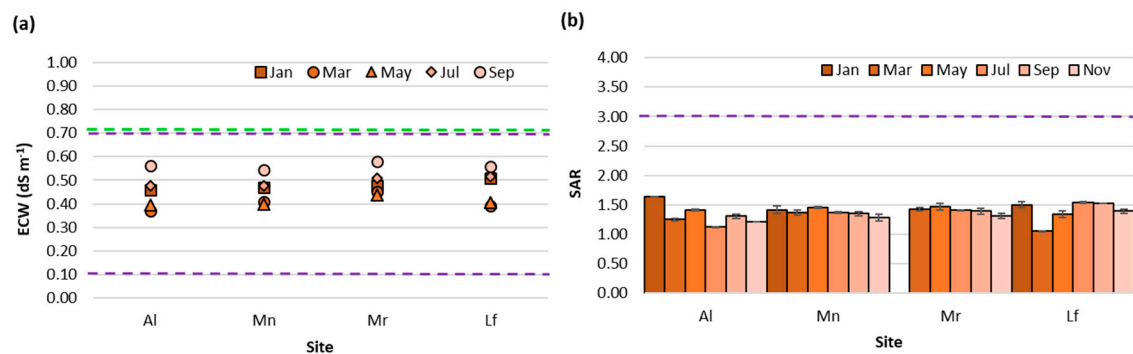 (a)
1.00
0.90
0.80
0.70
0.60
0.50
0.40
0.30
0.20
0.10
0.00
ECW (dS m⁻¹)
Jan Mar May Jul Sep
Al Mn Mr Lf
Site
(b)
4.00
3.50
3.00
2.50
2.00
1.50
1.00
0.50
0.00
SAR
Jan Mar May Jul Sep Nov
Al Mn Mr Lf
Site